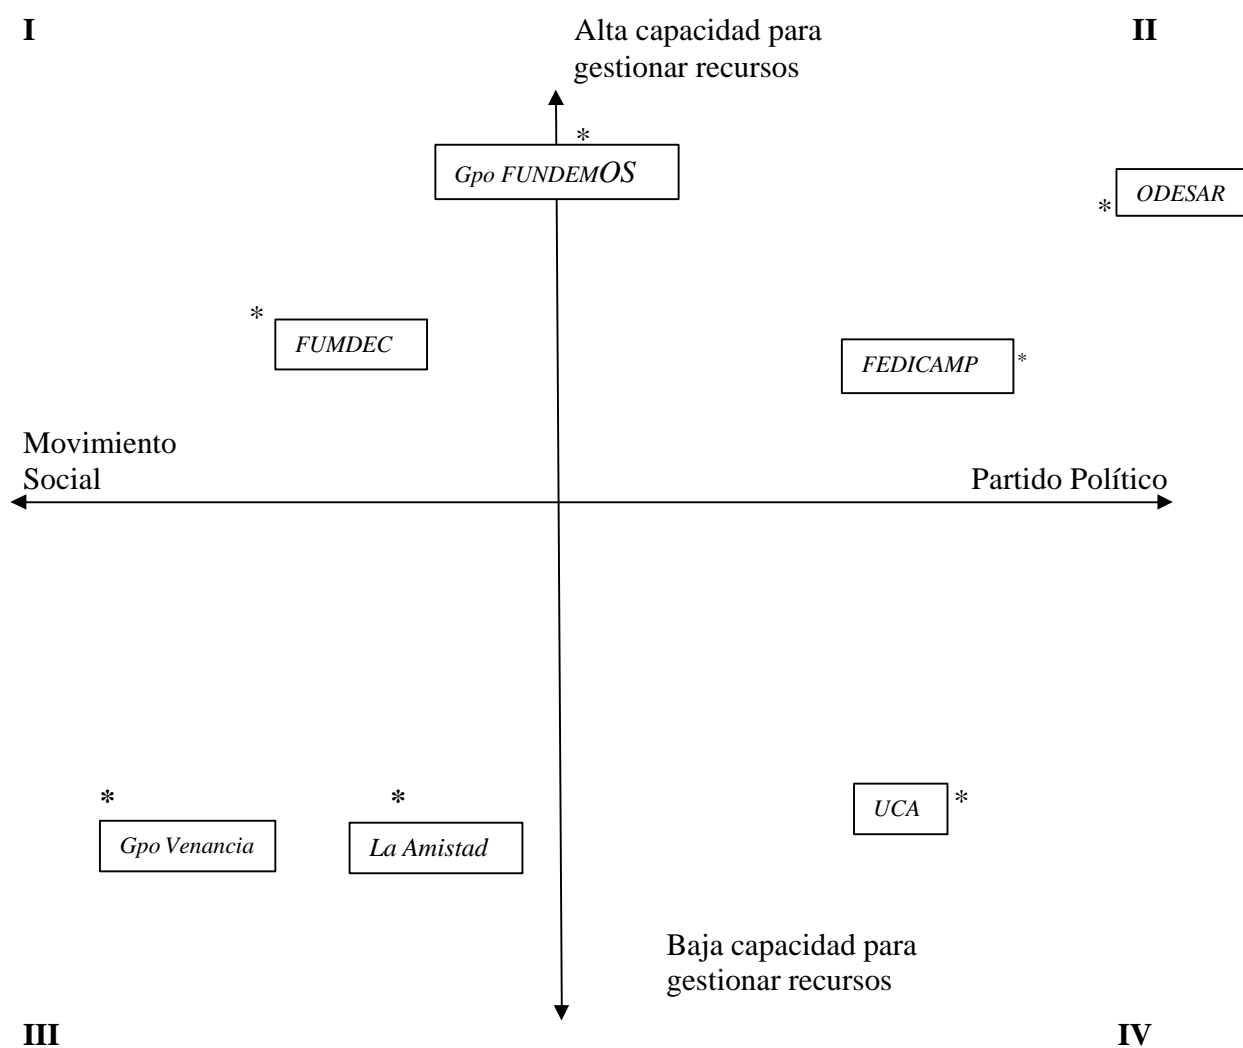 I
Alta capacidad para
gestionar recursos
II
*
Gpo FUNDEMOS
* ODESAR
*
FUMDEC
FEDICAMP *
Movimiento
Social
Partido Político
*
*
Gpo Venancia
La Amistad
UCA *
Baja capacidad para
gestionar recursos
III
IV